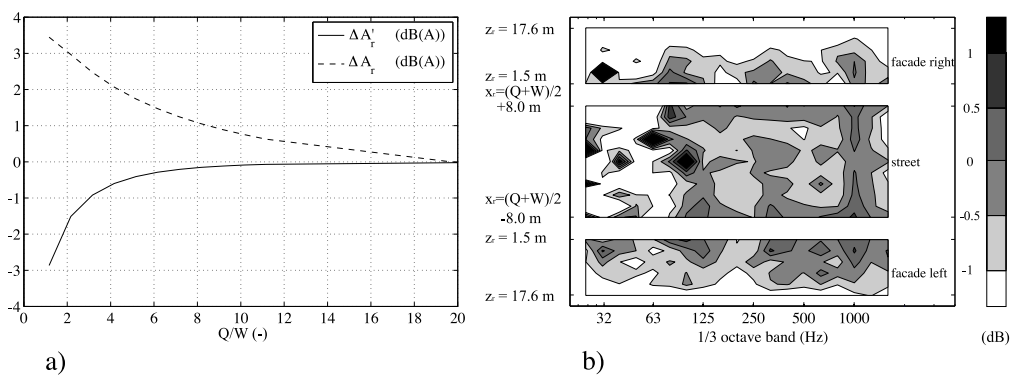 4
3
2
1
0
-1
-2
-3
-4
0 2 4 6 8 10 12 14 16 18 20
Q/W (-)
Δ A'r (dB(A))
Δ Ar (dB(A))
a)
zr = 17.6 m
zr = 1.5 m
xr=(Q+W)/2
+8.0 m
xr=(Q+W)/2
-8.0 m
zr = 1.5 m
zr = 17.6 m
facade right
street
facade left
32 63 125 250 500 1000
1/3 octave band (Hz)
b)
1
0.5
0
-0.5
-1
(dB)